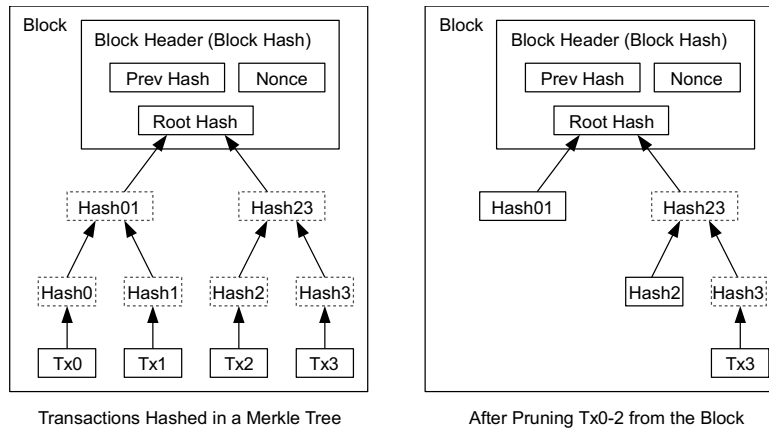 Block
Block Header (Block Hash)
Prev Hash
Nonce
Root Hash
Hash01
Hash23
Hash0
Hash1
Hash2
Hash3
Tx0
Tx1
Tx2
Tx3
Transactions Hashed in a Merkle Tree
Block
Block Header (Block Hash)
Prev Hash
Nonce
Root Hash
Hash01
Hash23
Hash2
Hash3
Tx3
After Pruning Tx0-2 from the Block